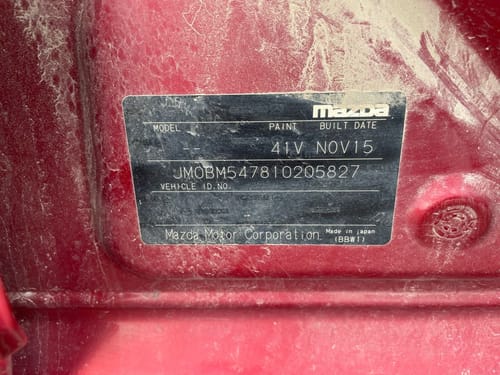 mazda
MODEL PAINT BUILT DATE
-- 41V NOV15
JM0BM547810205827
VEHICLE ID.NO.
Mazda Motor Corporation Made in japan
(BBW1)